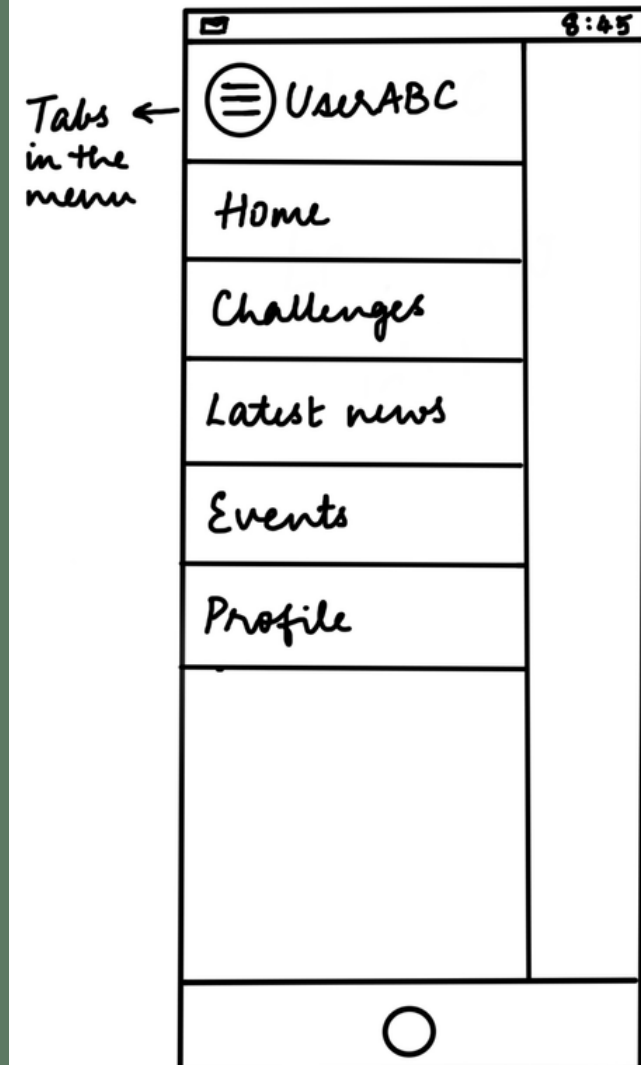 8:45
Tabs
in the
menu
UserABC
Home
Challenges
Latest news
Events
Profile